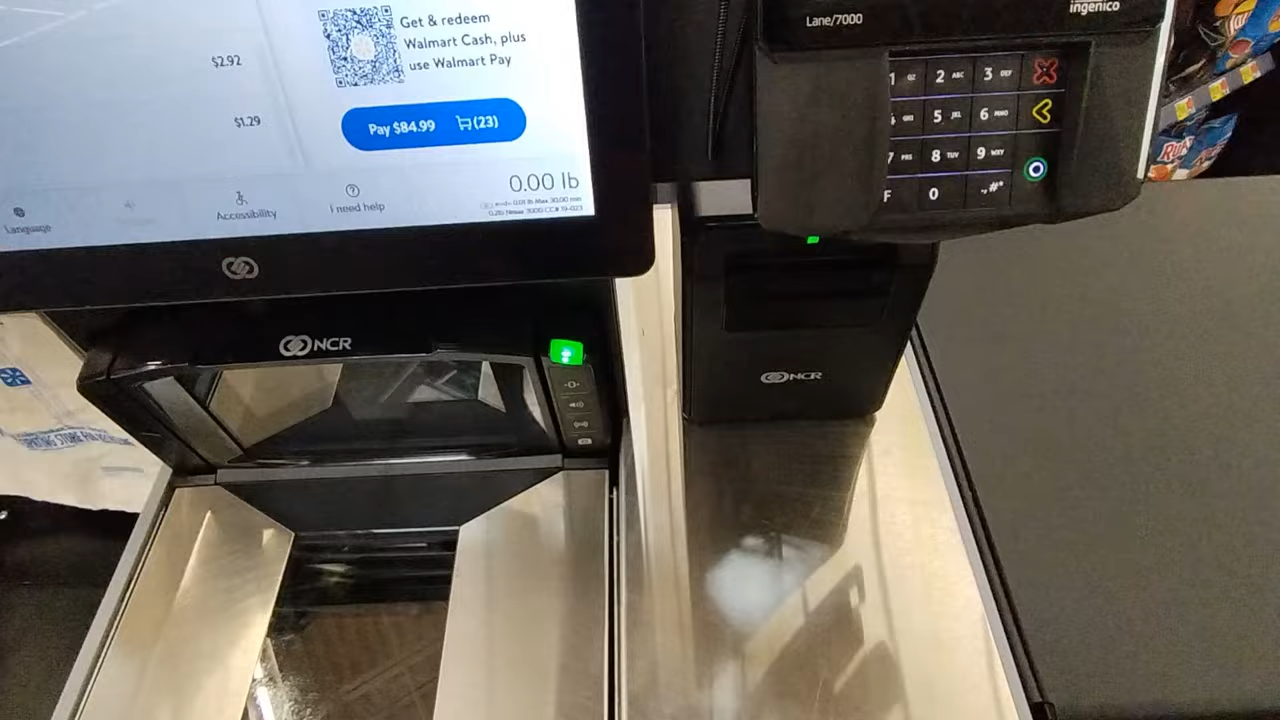 Get & redeem
Walmart Cash, plus
use Walmart Pay
$2.92
$1.29
Pay $84.99 (23)
0.00 lb
Language
Accessibility
I need help
NCR
NCR
Lane/7000
ingenico
1 QZ 2 ABC 3 DEF
GHI 5 JKL 6 MNO
7 PRS 8 TUV 9 WXY
F 0 .,#*